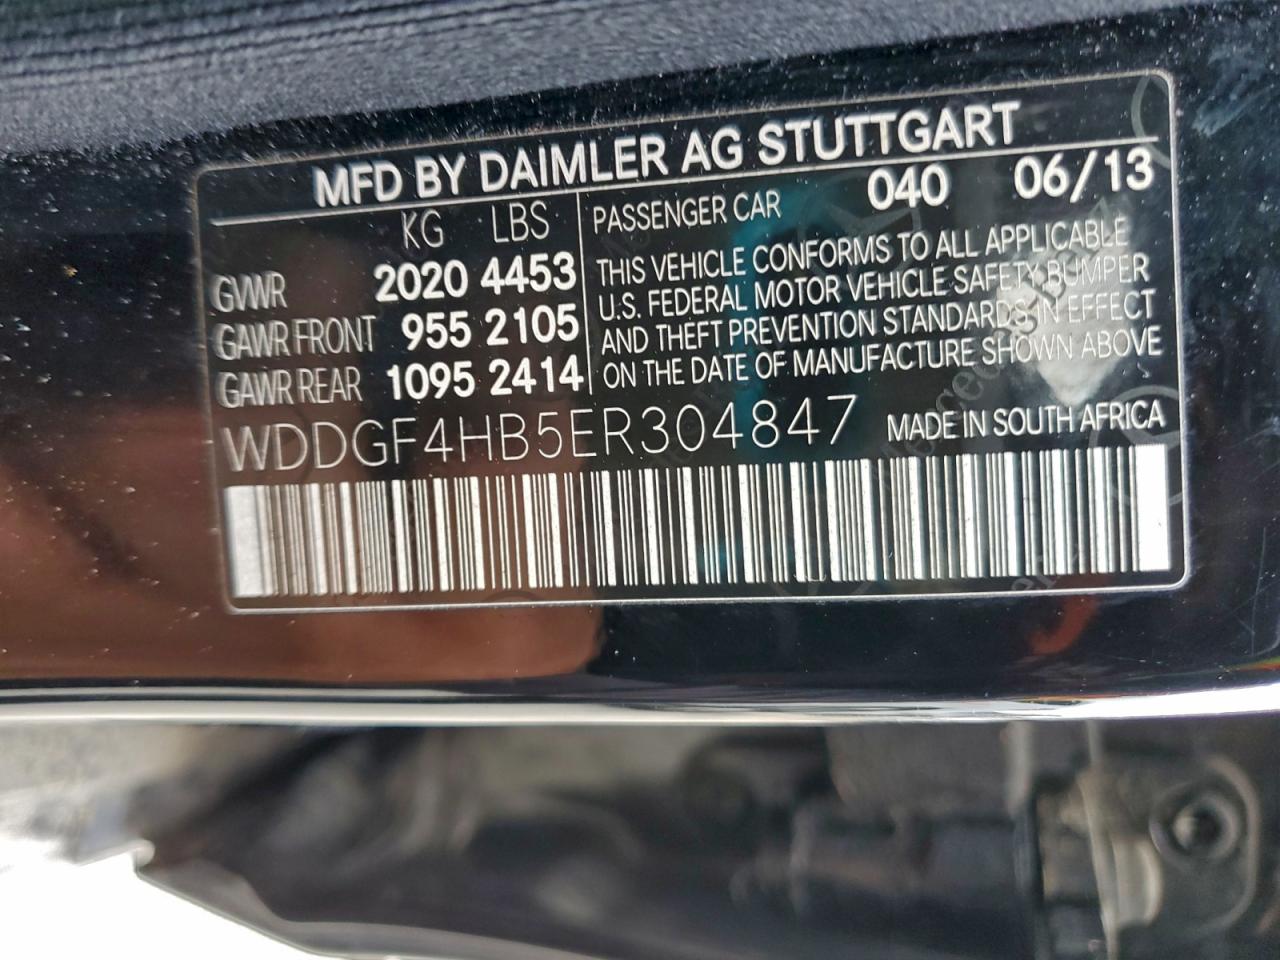 MFD BY DAIMLER AG STUTTGART
KG LBS
GVWR 2020 4453
GAWR FRONT 955 2105
GAWR REAR 1095 2414
PASSENGER CAR 040 06/13
THIS VEHICLE CONFORMS TO ALL APPLICABLE
U.S. FEDERAL MOTOR VEHICLE SAFETY, BUMPER
AND THEFT PREVENTION STANDARDS IN EFFECT
ON THE DATE OF MANUFACTURE SHOWN ABOVE
WDDGF4HB5ER304847 MADE IN SOUTH AFRICA